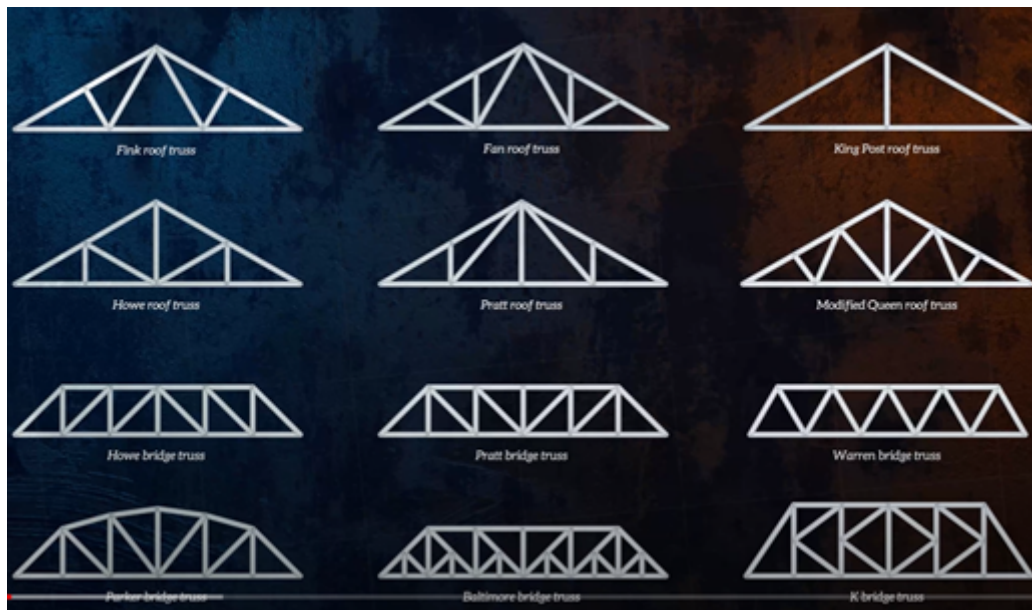 Fink roof truss
Fan roof truss
King Post roof truss
Howe roof truss
Pratt roof truss
Modified Queen roof truss
Howe bridge truss
Pratt bridge truss
Warren bridge truss
Parker bridge truss
Baltimore bridge truss
K bridge truss